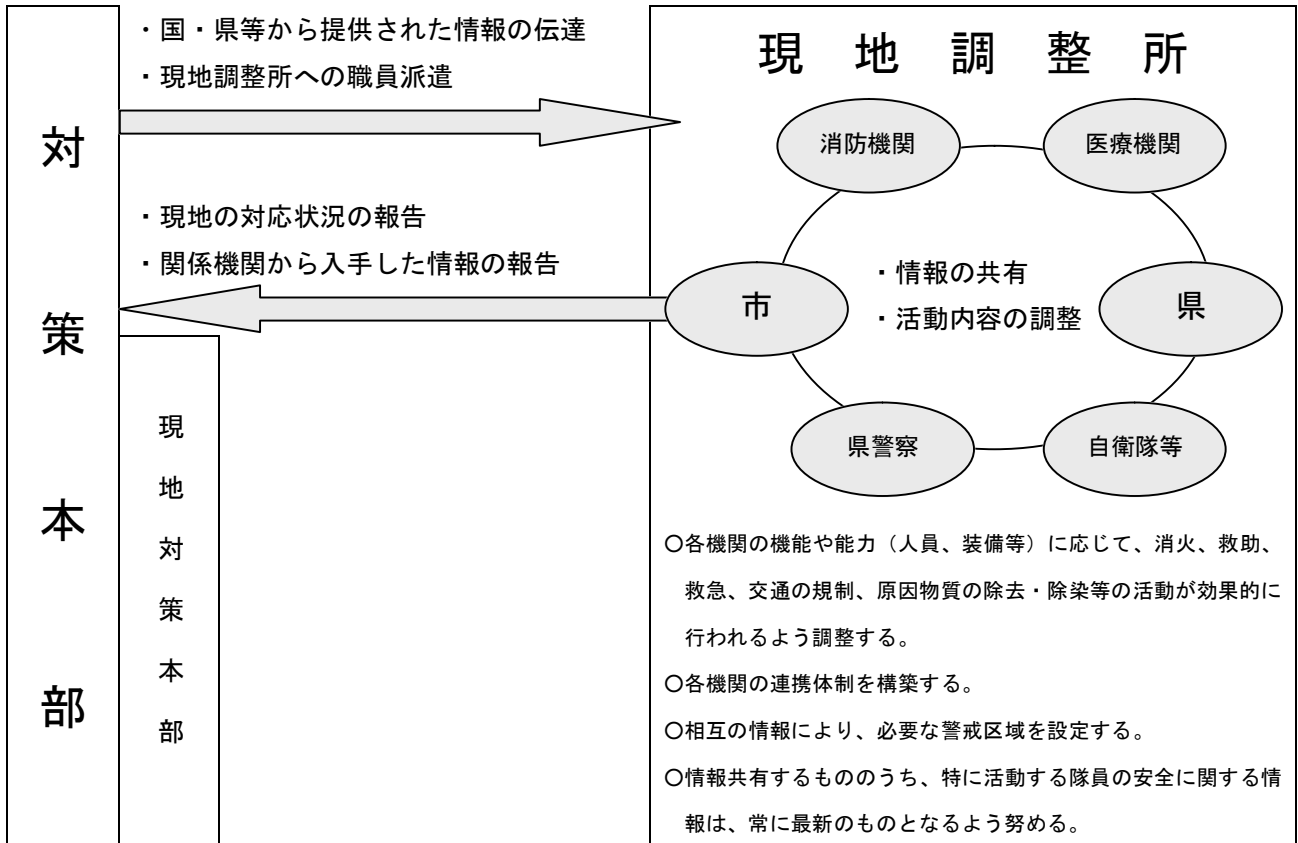 対策本部
・国・県等から提供された情報の伝達
・現地調整所への職員派遣
・現地の対応状況の報告
・関係機関から入手した情報の報告
現地対策本部
現地調整所
消防機関
医療機関
市
・情報の共有
・活動内容の調整
県
県警察
自衛隊等
〇各機関の機能や能力（人員、装備等）に応じて、消火、救助、
救急、交通の規制、原因物質の除去・除染等の活動が効果的に
行われるよう調整する。
〇各機関の連携体制を構築する。
〇相互の情報により、必要な警戒区域を設定する。
〇情報共有するもののうち、特に活動する隊員の安全に関する情
報は、常に最新のものとなるよう努める。